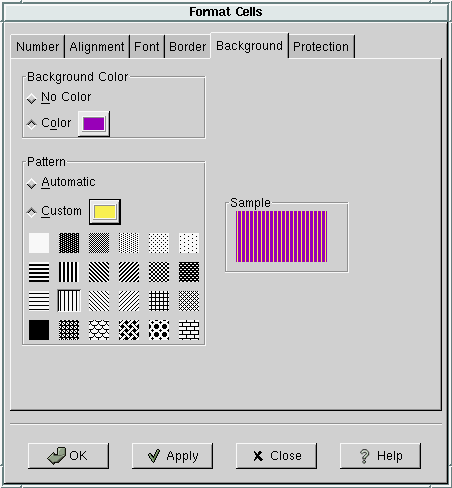 Format Cells
Number Alignment Font Border Background Protection
Background Color
No Color
Color
Pattern
Automatic
Custom
Sample
OK Apply Close Help